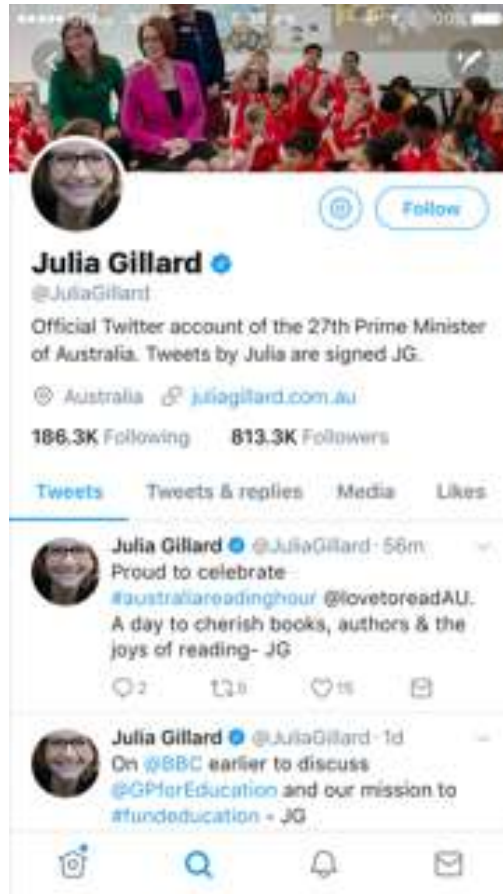 Follow
Julia Gillard
@JuliaGillard
Official Twitter account of the 27th Prime Minister
of Australia. Tweets by Julia are signed JG.
Australia juliagillard.com.au
186.3K Following 813.3K Followers
Tweets Tweets & replies Media Likes
Julia Gillard @JuliaGillard · 56m
Proud to celebrate
#australiareadinghour @lovetoreadAU.
A day to cherish books, authors & the
joys of reading- JG
2 15
Julia Gillard @JuliaGillard · 1d
On @BBC earlier to discuss
@GPforEducation and our mission to
#fundeducation - JG